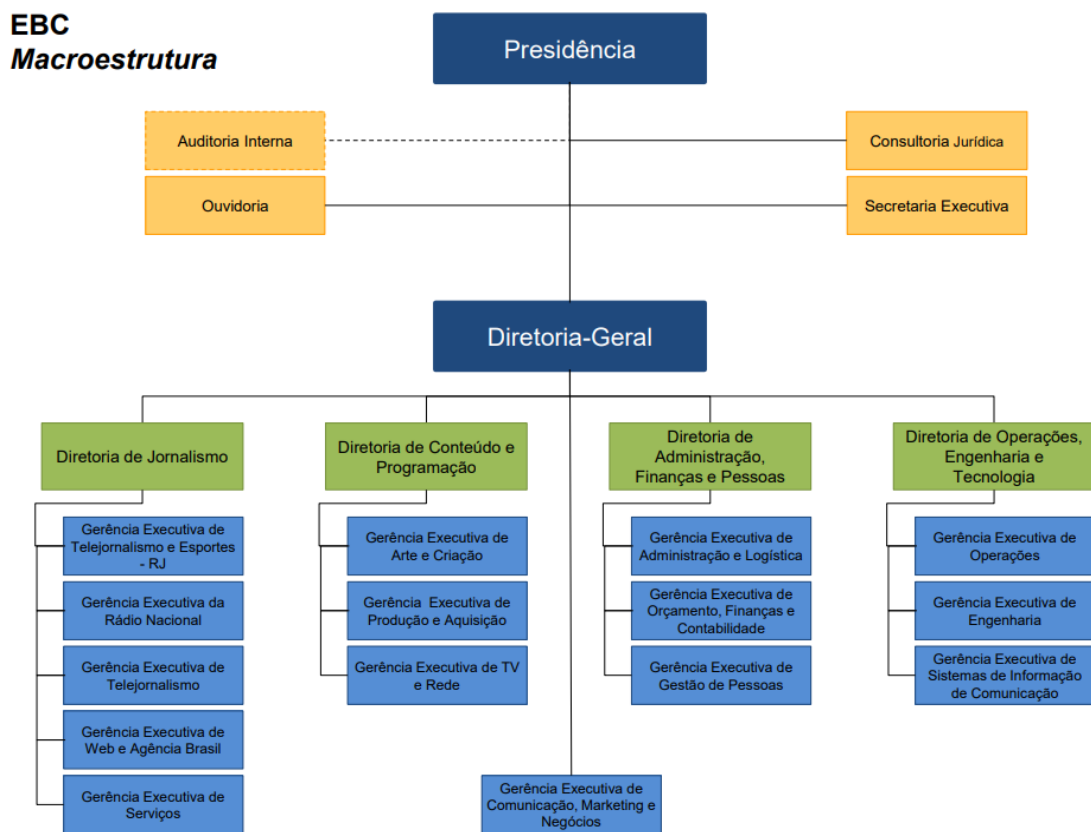 EBC
Macroestrutura
Presidência
Auditoria Interna
Consultoria Jurídica
Ouvidoria
Secretaria Executiva
Diretoria-Geral
Diretoria de Jornalismo
Diretoria de Conteúdo e
Programação
Diretoria de
Administração,
Finanças e Pessoas
Diretoria de Operações,
Engenharia e
Tecnologia
Gerência Executiva de
Telejornalismo e Esportes
- RJ
Gerência Executiva da
Rádio Nacional
Gerência Executiva de
Telejornalismo
Gerência Executiva de
Web e Agência Brasil
Gerência Executiva de
Serviços
Gerência Executiva de
Arte e Criação
Gerência Executiva de
Produção e Aquisição
Gerência Executiva de TV
e Rede
Gerência Executiva de
Administração e Logística
Gerência Executiva de
Orçamento, Finanças e
Contabilidade
Gerência Executiva de
Gestão de Pessoas
Gerência Executiva de
Operações
Gerência Executiva de
Engenharia
Gerência Executiva de
Sistemas de Informação
de Comunicação
Gerência Executiva de
Comunicação, Marketing e
Negócios